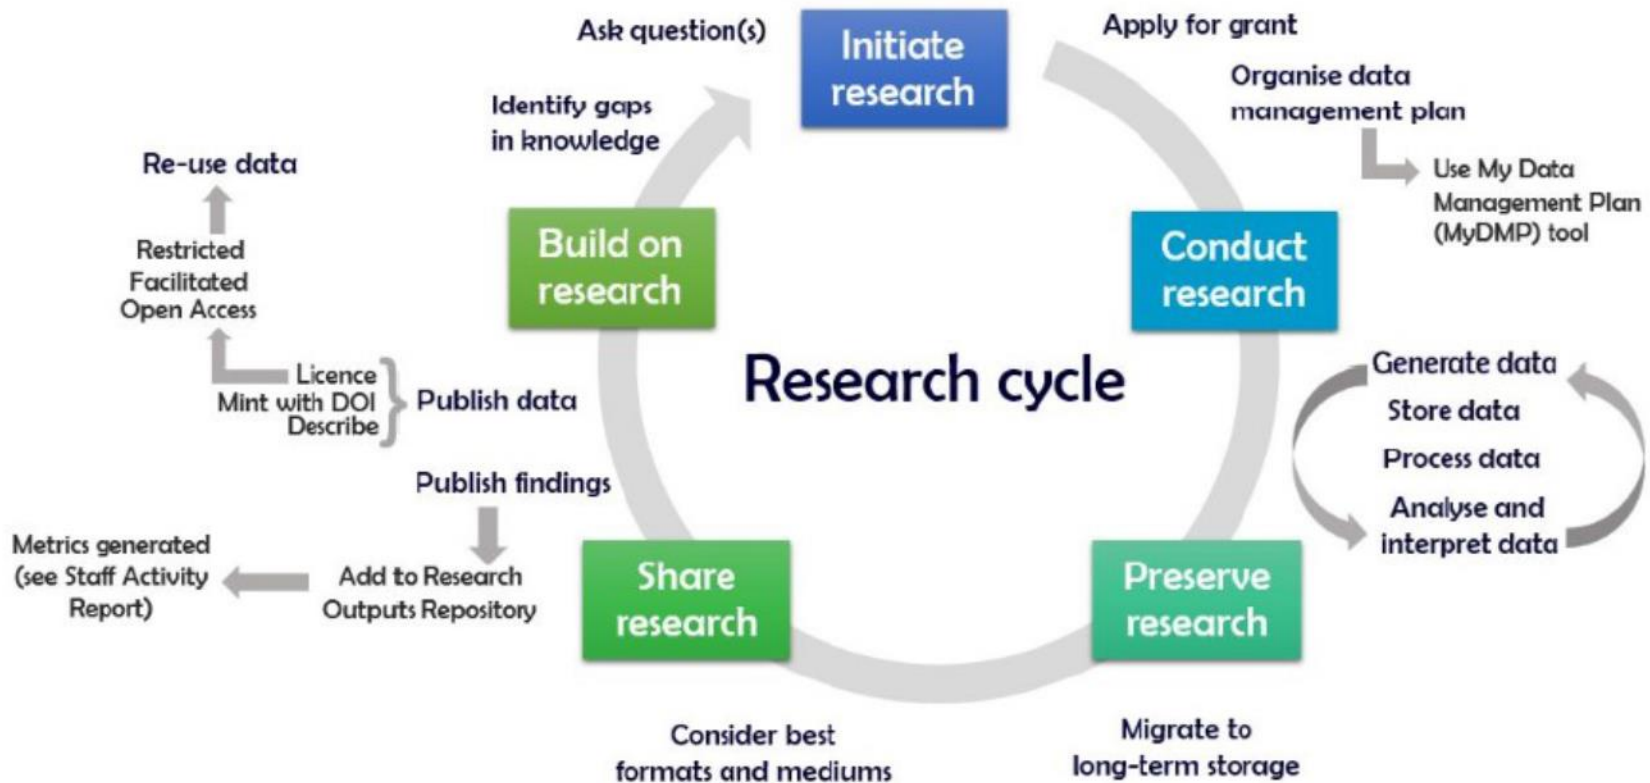 Ask question(s)
Initiate
research
Apply for grant
Organise data
management plan
Use My Data
Management Plan
(MyDMP) tool
Conduct
research
Generate data
Store data
Process data
Analyse and
interpret data
Preserve
research
Migrate to
long-term storage
Consider best
formats and mediums
Share
research
Publish findings
Add to Research
Outputs Repository
Metrics generated
(see Staff Activity
Report)
Publish data
Licence
Mint with DOI
Describe
Restricted
Facilitated
Open Access
Re-use data
Build on
research
Identify gaps
in knowledge
Research cycle